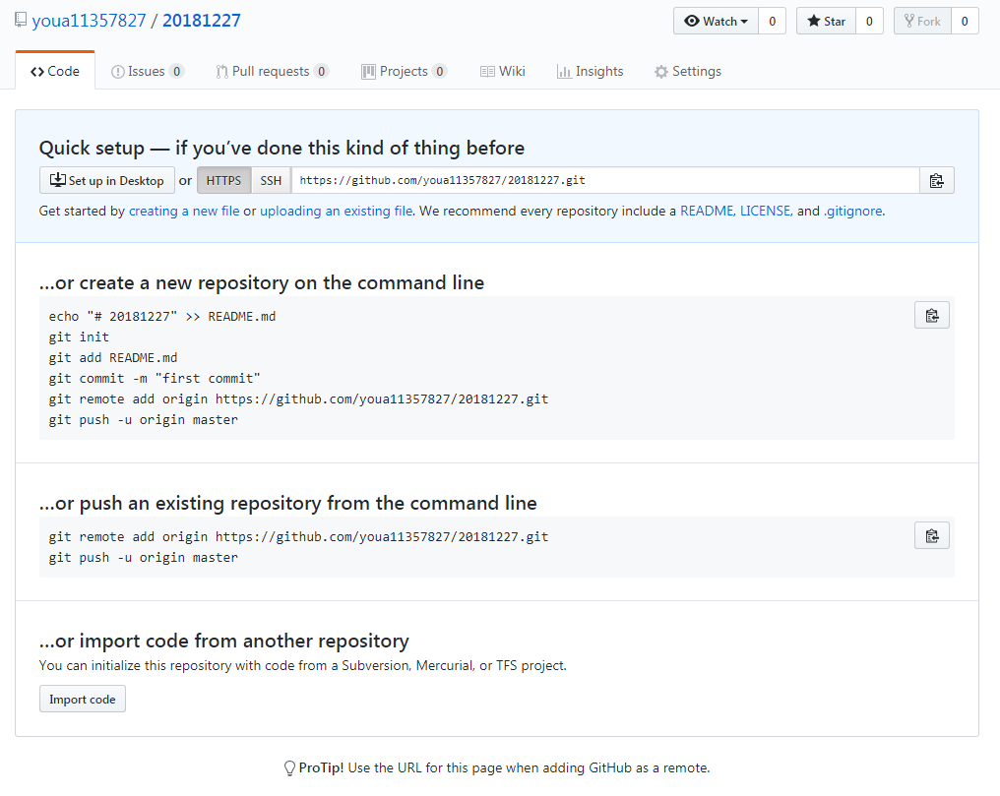 youa11357827 / 20181227
Watch 0 Star 0 Fork 0
Code Issues 0 Pull requests 0 Projects 0 Wiki Insights Settings
Quick setup — if you’ve done this kind of thing before
Set up in Desktop or HTTPS SSH https://github.com/youa11357827/20181227.git
Get started by creating a new file or uploading an existing file. We recommend every repository include a README, LICENSE, and .gitignore.
…or create a new repository on the command line
echo "# 20181227" >> README.md
git init
git add README.md
git commit -m "first commit"
git remote add origin https://github.com/youa11357827/20181227.git
git push -u origin master
…or push an existing repository from the command line
git remote add origin https://github.com/youa11357827/20181227.git
git push -u origin master
…or import code from another repository
You can initialize this repository with code from a Subversion, Mercurial, or TFS project.
Import code
ProTip! Use the URL for this page when adding GitHub as a remote.